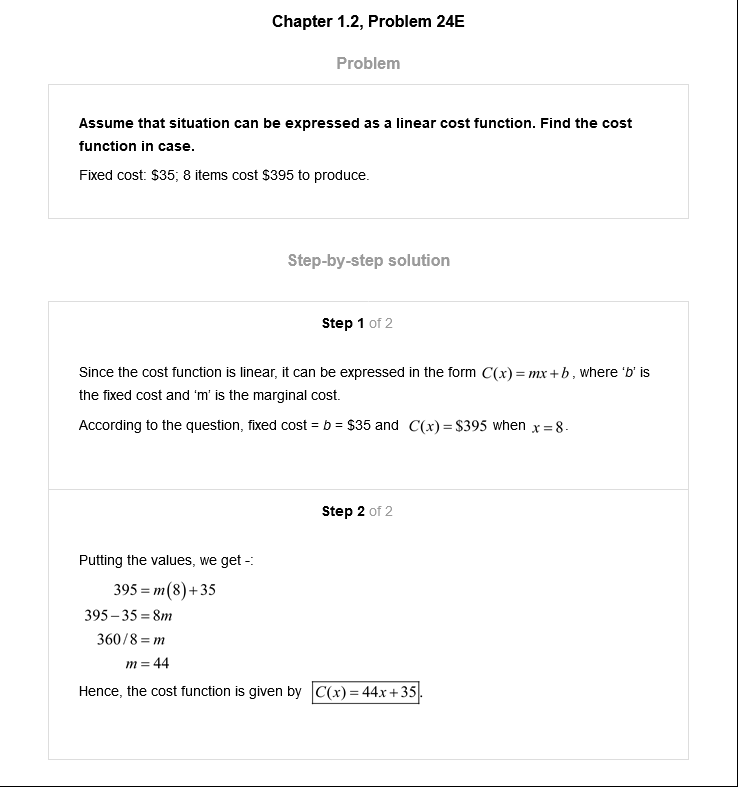 Chapter 1.2, Problem 24E
Problem
Assume that situation can be expressed as a linear cost function. Find the cost
function in case.
Fixed cost: $35; 8 items cost $395 to produce.
Step-by-step solution
Step 1 of 2
Since the cost function is linear, it can be expressed in the form C(x) = mx + b, where ‘b’ is
the fixed cost and ‘m’ is the marginal cost.
According to the question, fixed cost = b = $35 and C(x) = $395 when x = 8.
Step 2 of 2
Putting the values, we get -:
395 = m(8) + 35
395 – 35 = 8m
360/8 = m
m = 44
Hence, the cost function is given by C(x) = 44x + 35.